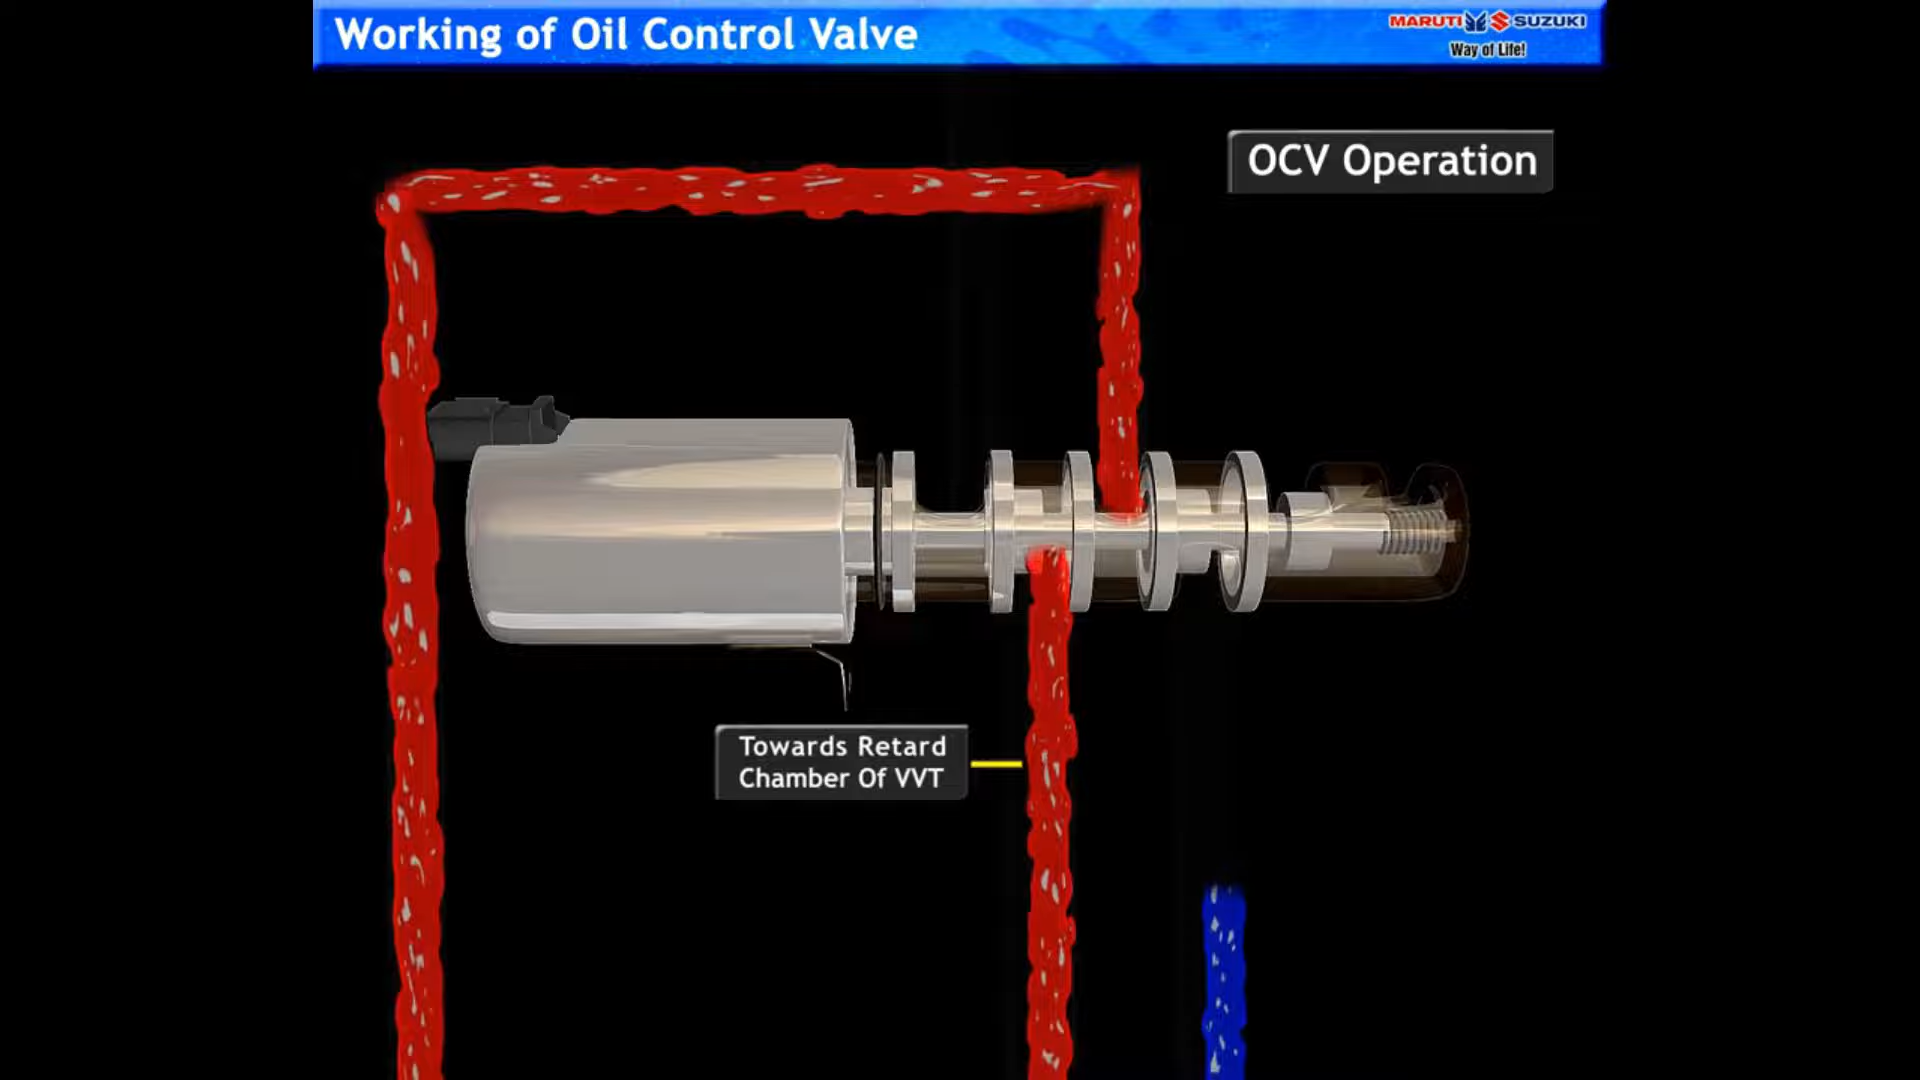 Working of Oil Control Valve
MARUTI SUZUKI
Way of Life!
OCV Operation
Towards Retard
Chamber Of VVT